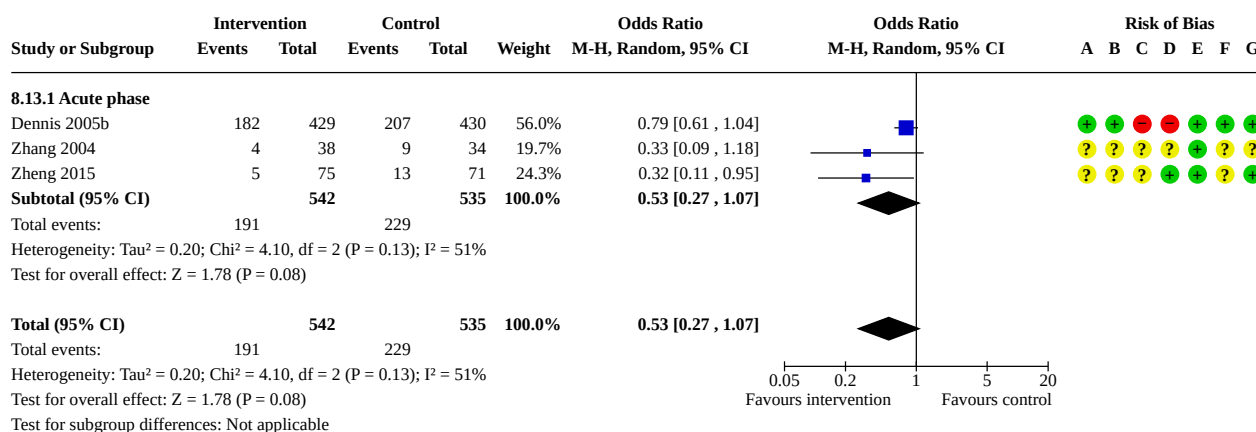 Intervention Control Odds Ratio Odds Ratio Risk of Bias
Study or Subgroup Events Total Events Total Weight M-H, Random, 95% CI M-H, Random, 95% CI A B C D E F G
8.13.1 Acute phase
Dennis 2005b 182 429 207 430 56.0% 0.79 [0.61 , 1.04] + + − − + + +
Zhang 2004 4 38 9 34 19.7% 0.33 [0.09 , 1.18] ? ? ? ? + ? ?
Zheng 2015 5 75 13 71 24.3% 0.32 [0.11 , 0.95] ? ? ? + + ? +
Subtotal (95% CI) 542 535 100.0% 0.53 [0.27 , 1.07]
Total events: 191 229
Heterogeneity: Tau² = 0.20; Chi² = 4.10, df = 2 (P = 0.13); I² = 51%
Test for overall effect: Z = 1.78 (P = 0.08)
Total (95% CI) 542 535 100.0% 0.53 [0.27 , 1.07]
Total events: 191 229
Heterogeneity: Tau² = 0.20; Chi² = 4.10, df = 2 (P = 0.13); I² = 51%
0.05 0.2 1 5 20
Test for overall effect: Z = 1.78 (P = 0.08) Favours intervention Favours control
Test for subgroup differences: Not applicable